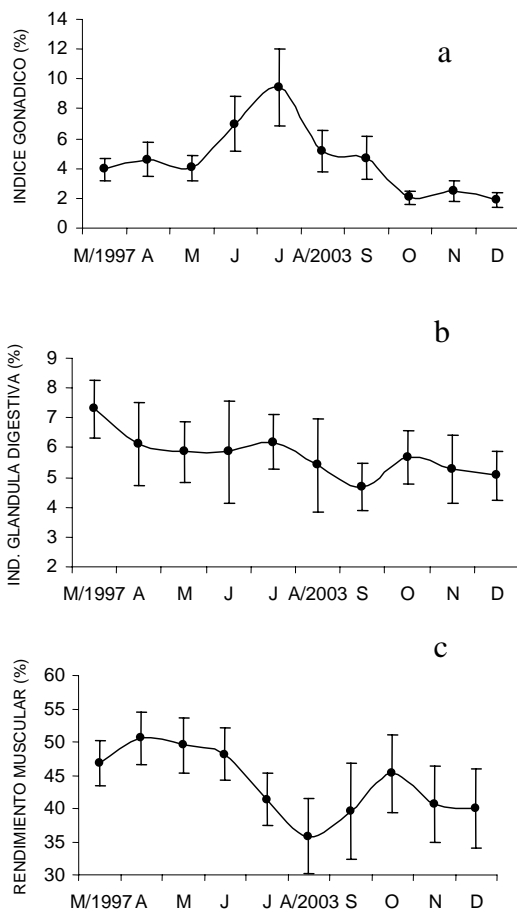 a
INDICE GONADICO (%)
14
12
10
8
6
4
2
0
M/1997 A M J J A/2003 S O N D
b
IND. GLANDULA DIGESTIVA (%)
9
8
7
6
5
4
3
2
M/1997 A M J J A/2003 S O N D
c
RENDIMIENTO MUSCULAR (%)
60
55
50
45
40
35
30
M/1997 A M J J A/2003 S O N D